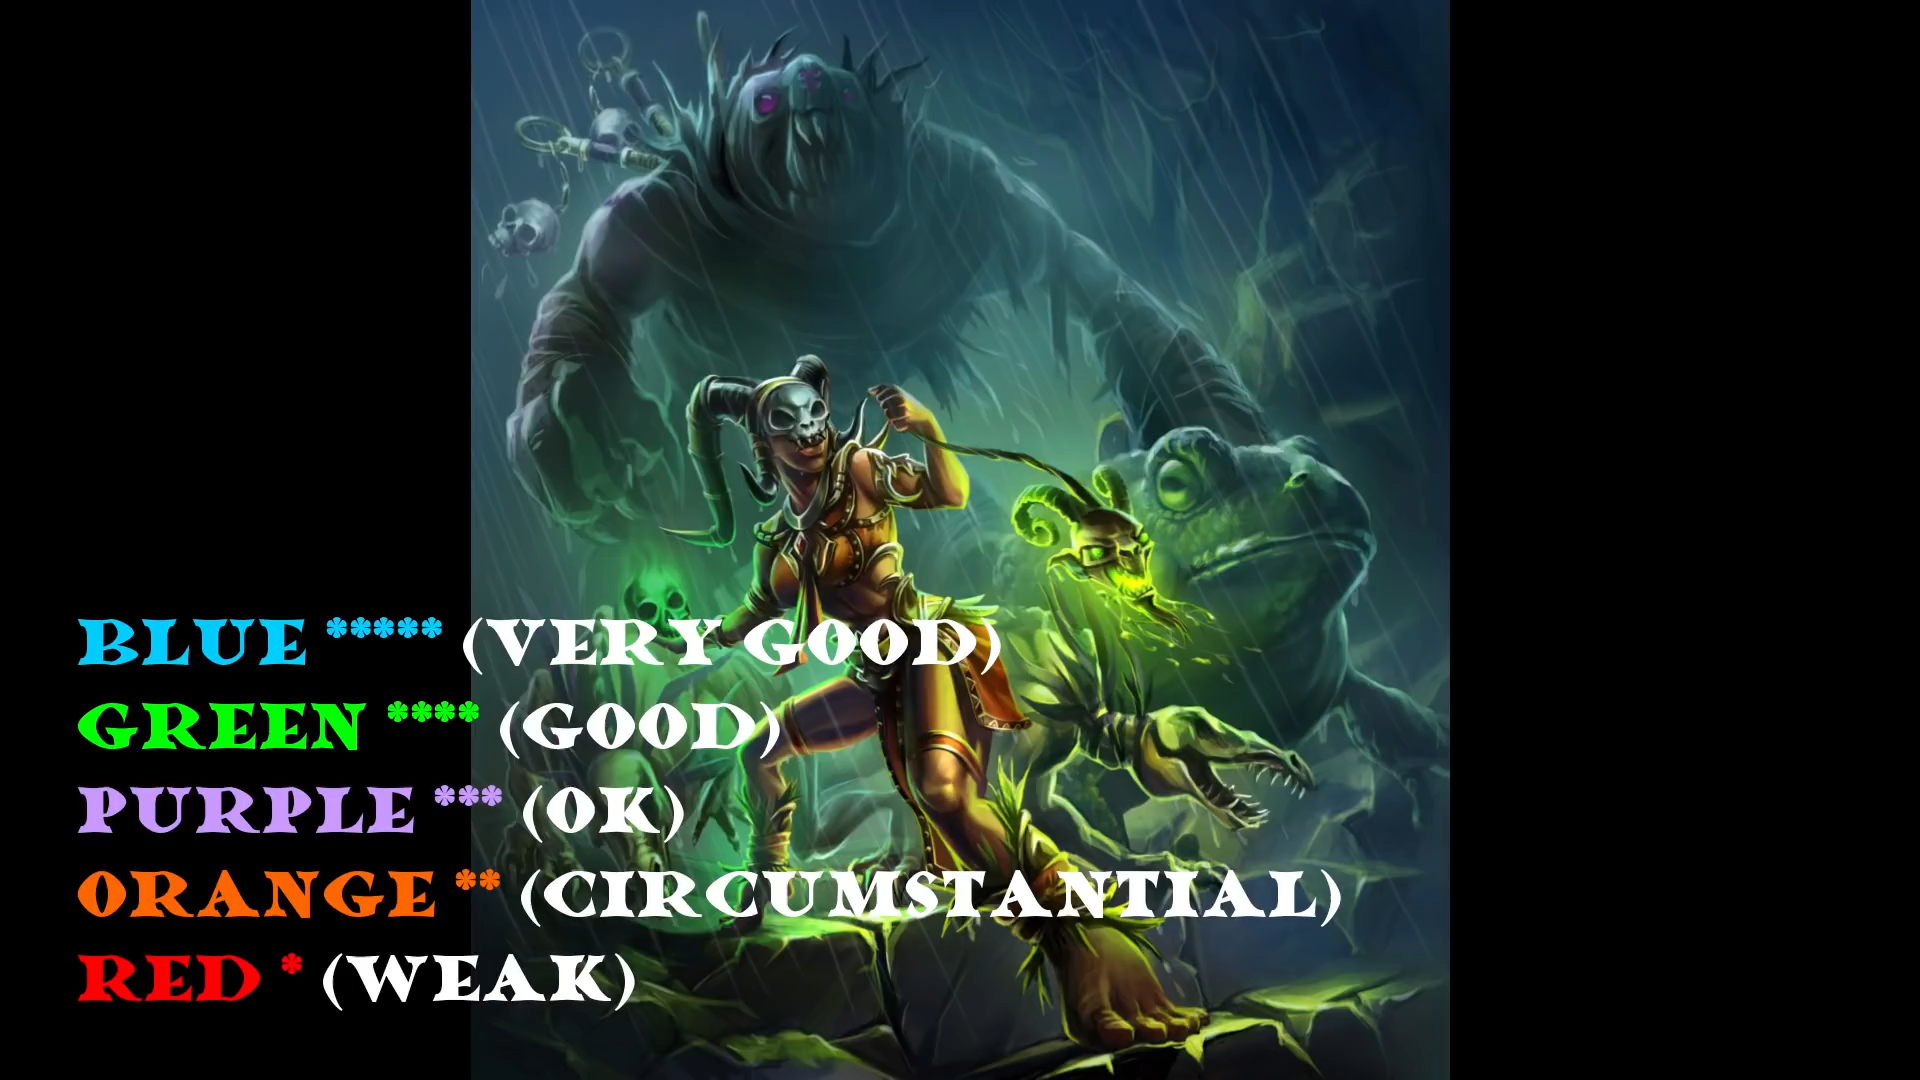 BLUE ***** (VERY GOOD)
GREEN **** (GOOD)
PURPLE *** (OK)
ORANGE ** (CIRCUMSTANTIAL)
RED * (WEAK)